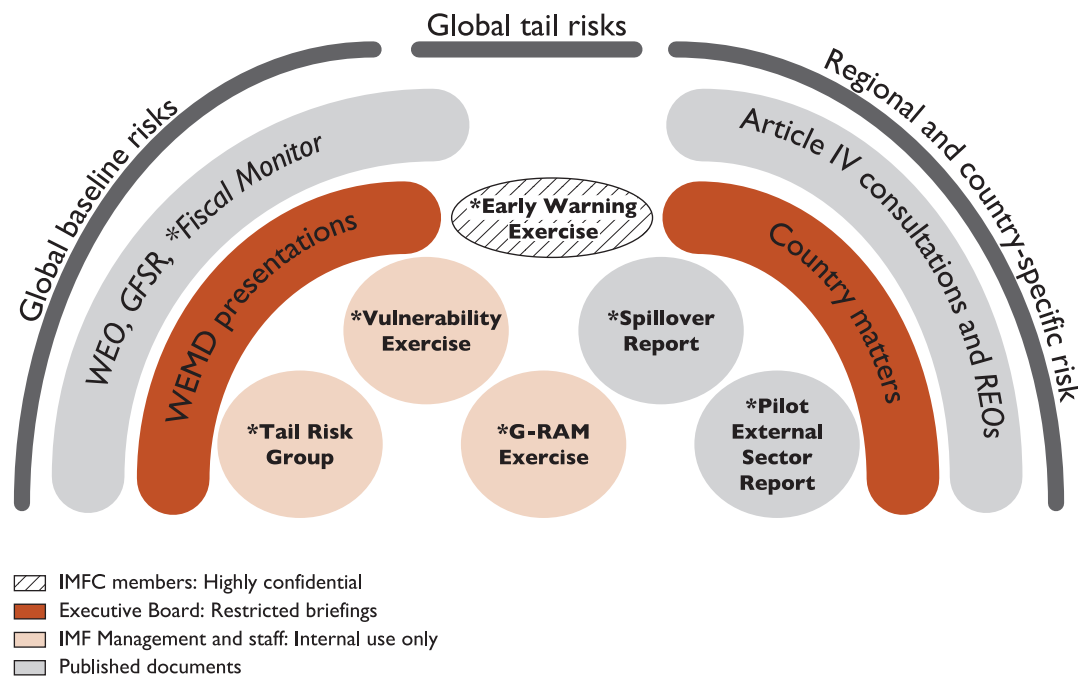 Global tail risks
Global baseline risks
Regional and country-specific risk
WEO, GFSR, *Fiscal Monitor
Article IV consultations and REOs
WEMD presentations
Country matters
*Early Warning
Exercise
*Vulnerability
Exercise
*Spillover
Report
*Tail Risk
Group
*G-RAM
Exercise
*Pilot
External
Sector
Report
IMFC members: Highly confidential
Executive Board: Restricted briefings
IMF Management and staff: Internal use only
Published documents